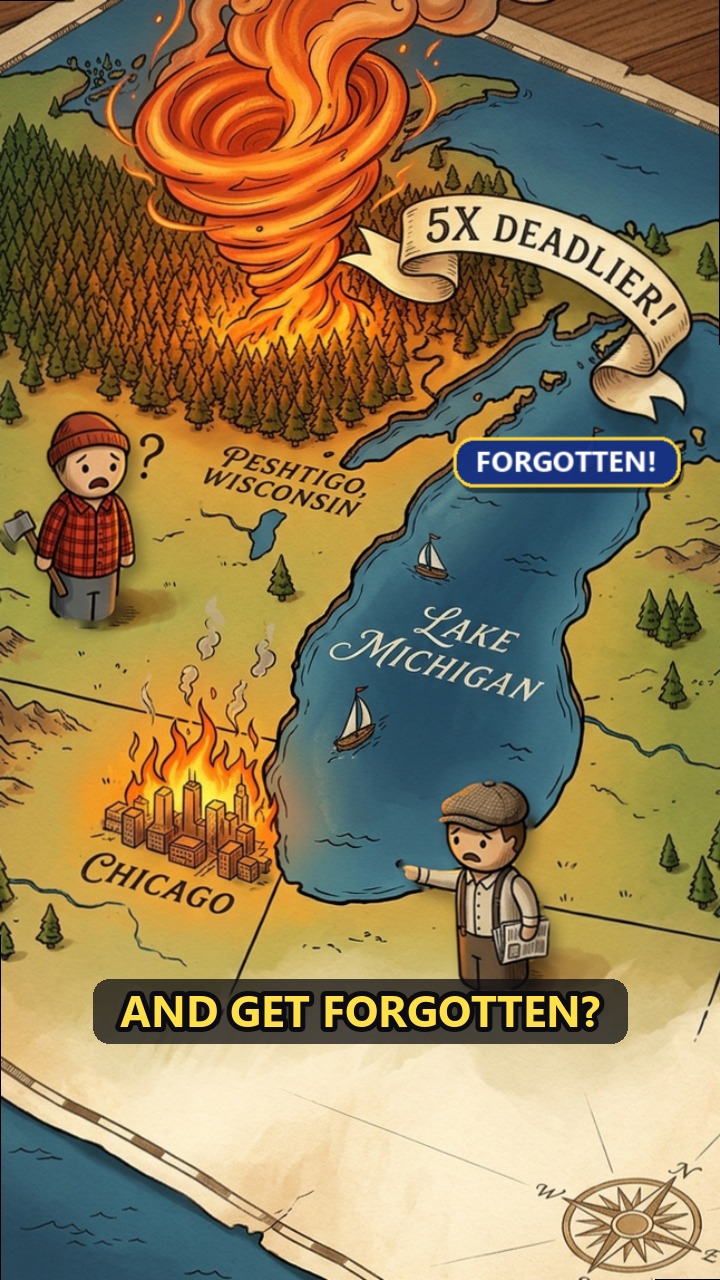 5X DEADLIER!
FORGOTTEN!
?
PESHTIGO,
WISCONSIN
LAKE
MICHIGAN
CHICAGO
AND GET FORGOTTEN?
N
W